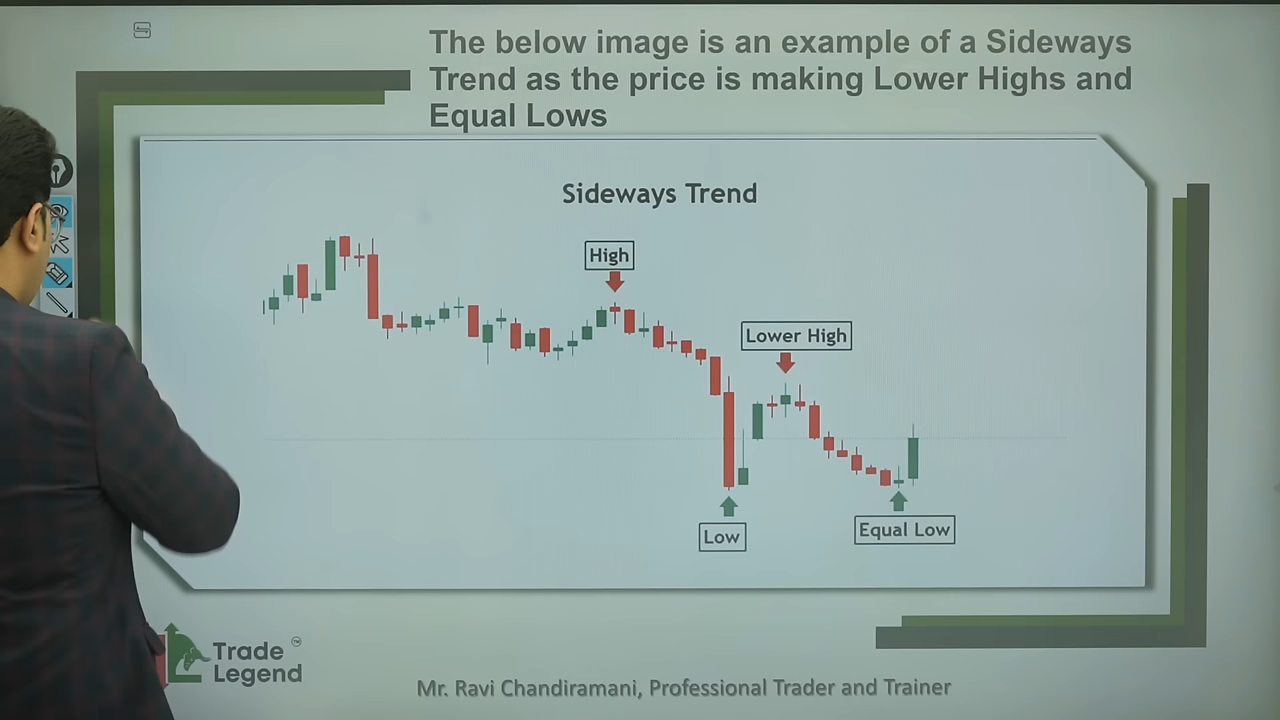 The below image is an example of a Sideways
Trend as the price is making Lower Highs and
Equal Lows
Sideways Trend
High
Lower High
Low
Equal Low
Trade ™
Legend
Mr. Ravi Chandiramani, Professional Trader and Trainer